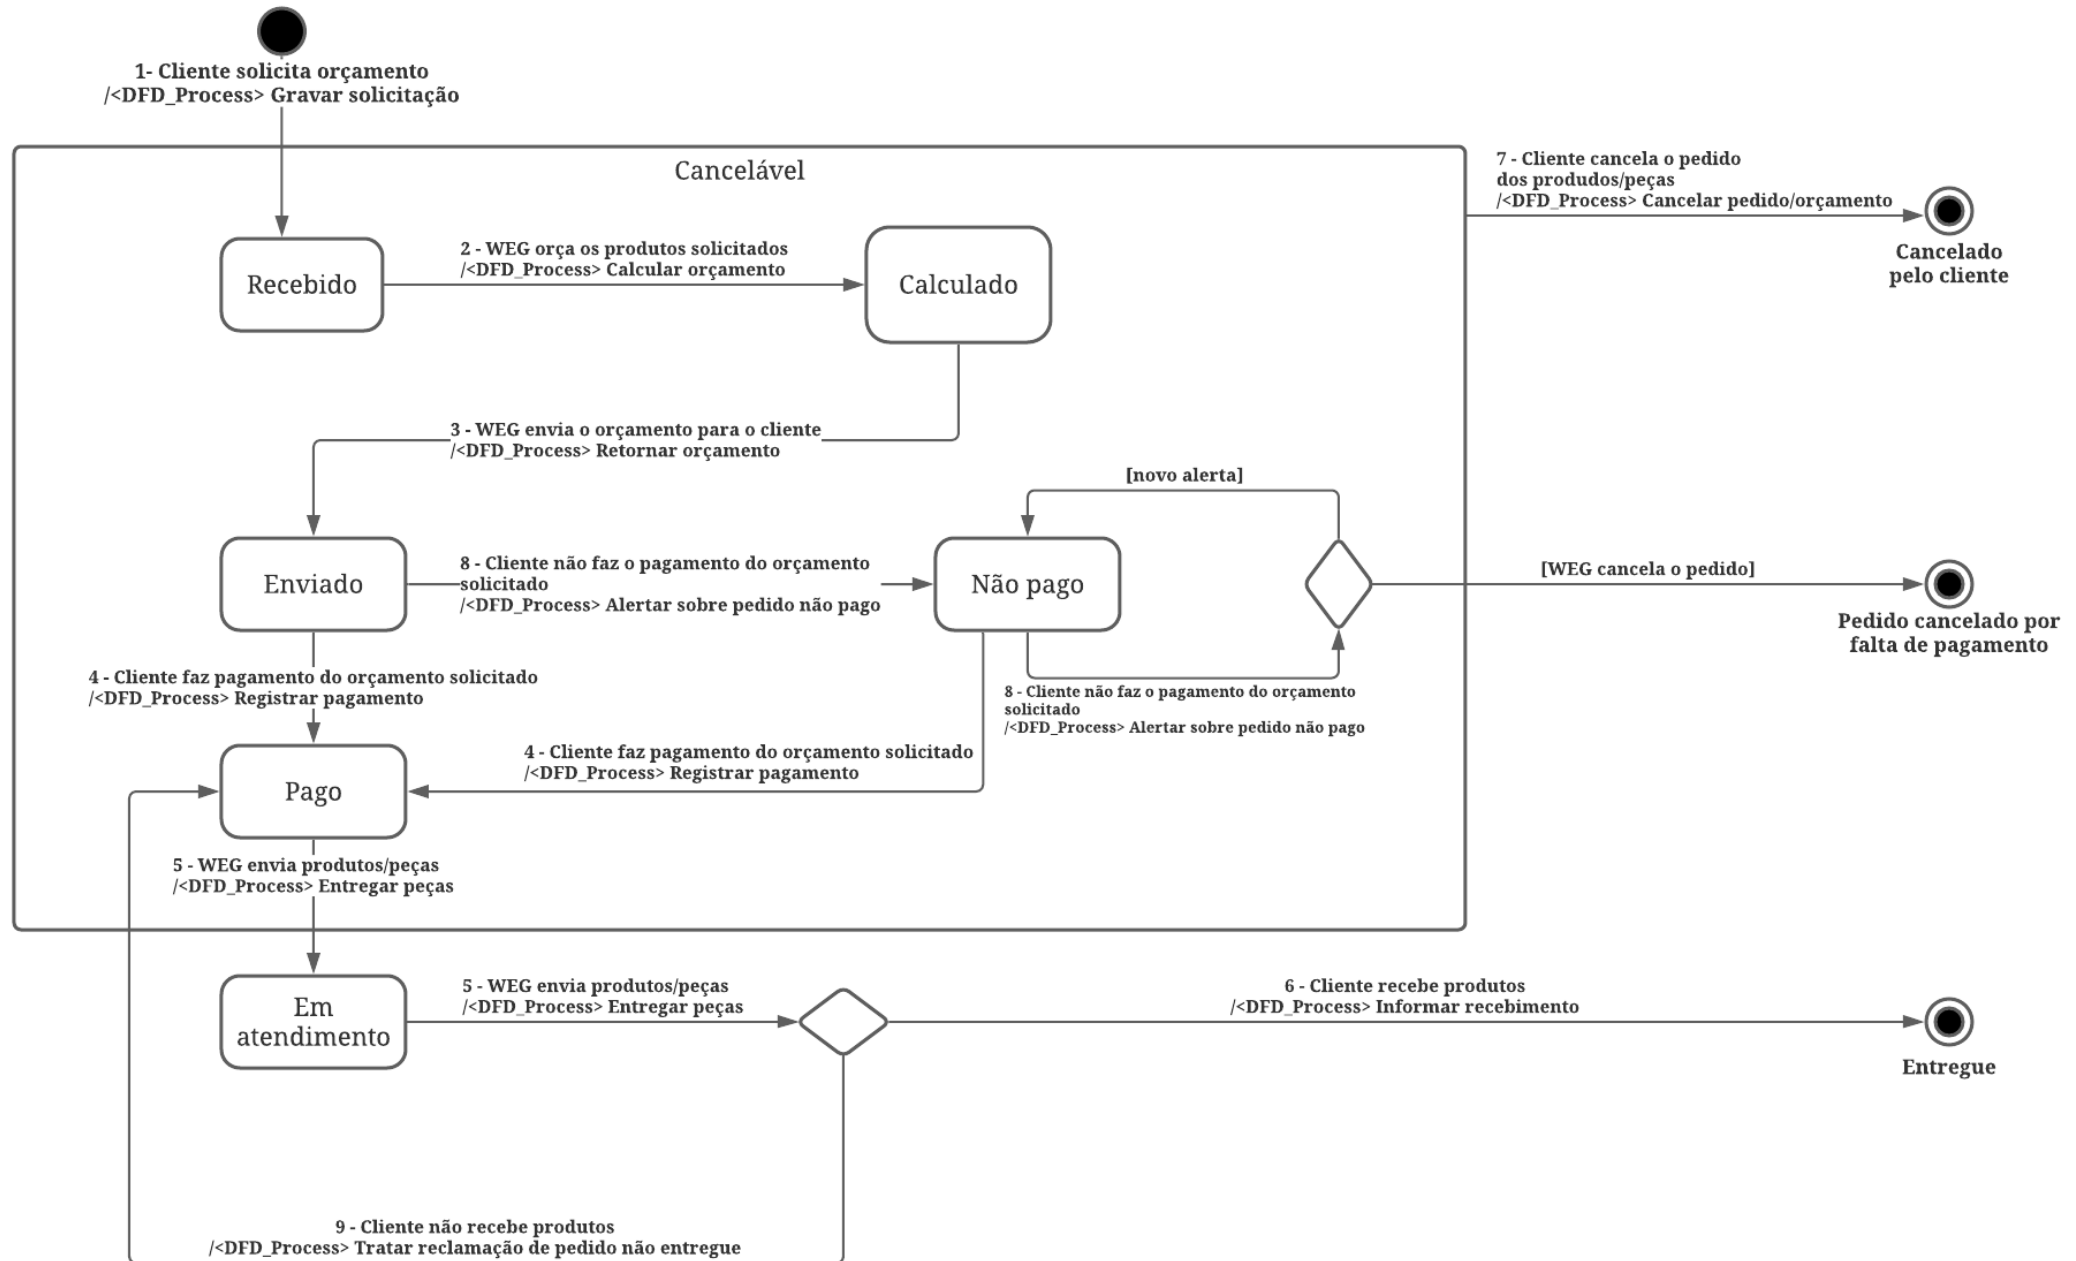 1- Cliente solicita orçamento
/<DFD_Process> Gravar solicitação
Cancelável
7 - Cliente cancela o pedido
dos produdos/peças
/<DFD_Process> Cancelar pedido/orçamento
Cancelado
pelo cliente
Recebido
2 - WEG orça os produtos solicitados
/<DFD_Process> Calcular orçamento
Calculado
3 - WEG envia o orçamento para o cliente
/<DFD_Process> Retornar orçamento
[novo alerta]
Enviado
8 - Cliente não faz o pagamento do orçamento
solicitado
/<DFD_Process> Alertar sobre pedido não pago
Não pago
[WEG cancela o pedido]
Pedido cancelado por
falta de pagamento
4 - Cliente faz pagamento do orçamento solicitado
/<DFD_Process> Registrar pagamento
8 - Cliente não faz o pagamento do orçamento
solicitado
/<DFD_Process> Alertar sobre pedido não pago
4 - Cliente faz pagamento do orçamento solicitado
/<DFD_Process> Registrar pagamento
Pago
5 - WEG envia produtos/peças
/<DFD_Process> Entregar peças
Em
atendimento
5 - WEG envia produtos/peças
/<DFD_Process> Entregar peças
6 - Cliente recebe produtos
/<DFD_Process> Informar recebimento
Entregue
9 - Cliente não recebe produtos
/<DFD_Process> Tratar reclamação de pedido não entregue